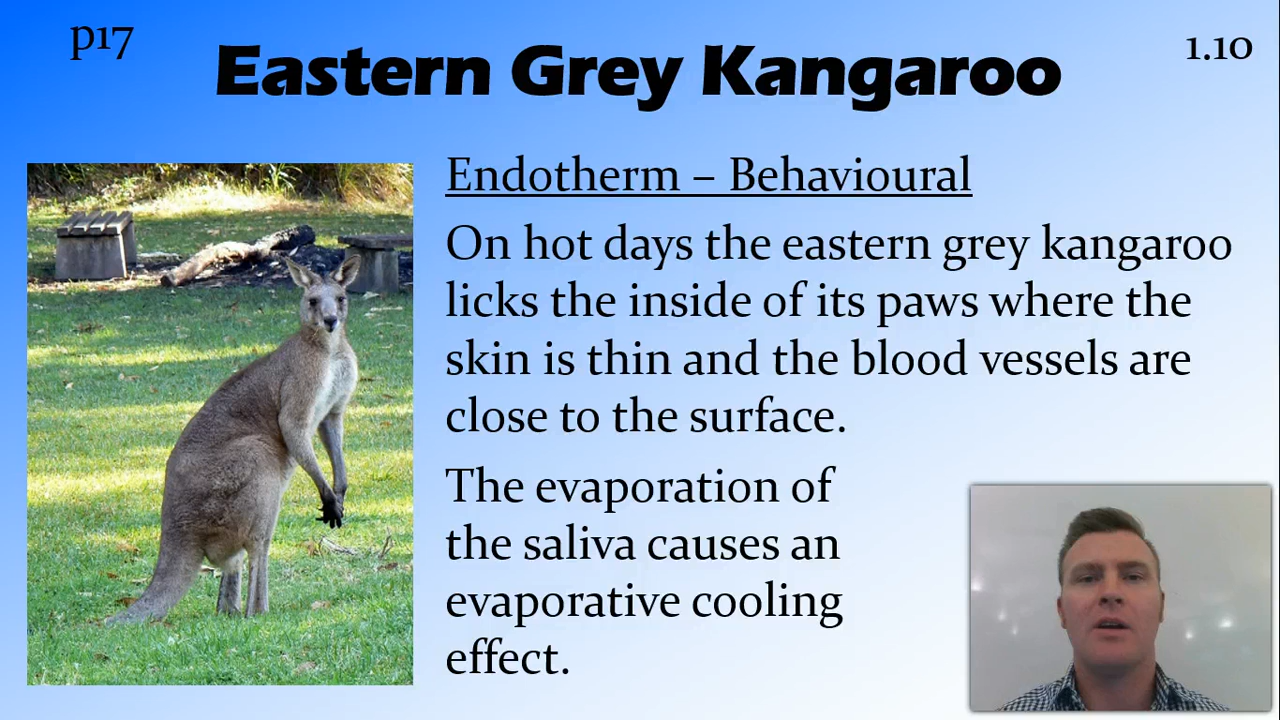 p17
Eastern Grey Kangaroo
1.10
Endotherm – Behavioural
On hot days the eastern grey kangaroo
licks the inside of its paws where the
skin is thin and the blood vessels are
close to the surface.
The evaporation of
the saliva causes an
evaporative cooling
effect.